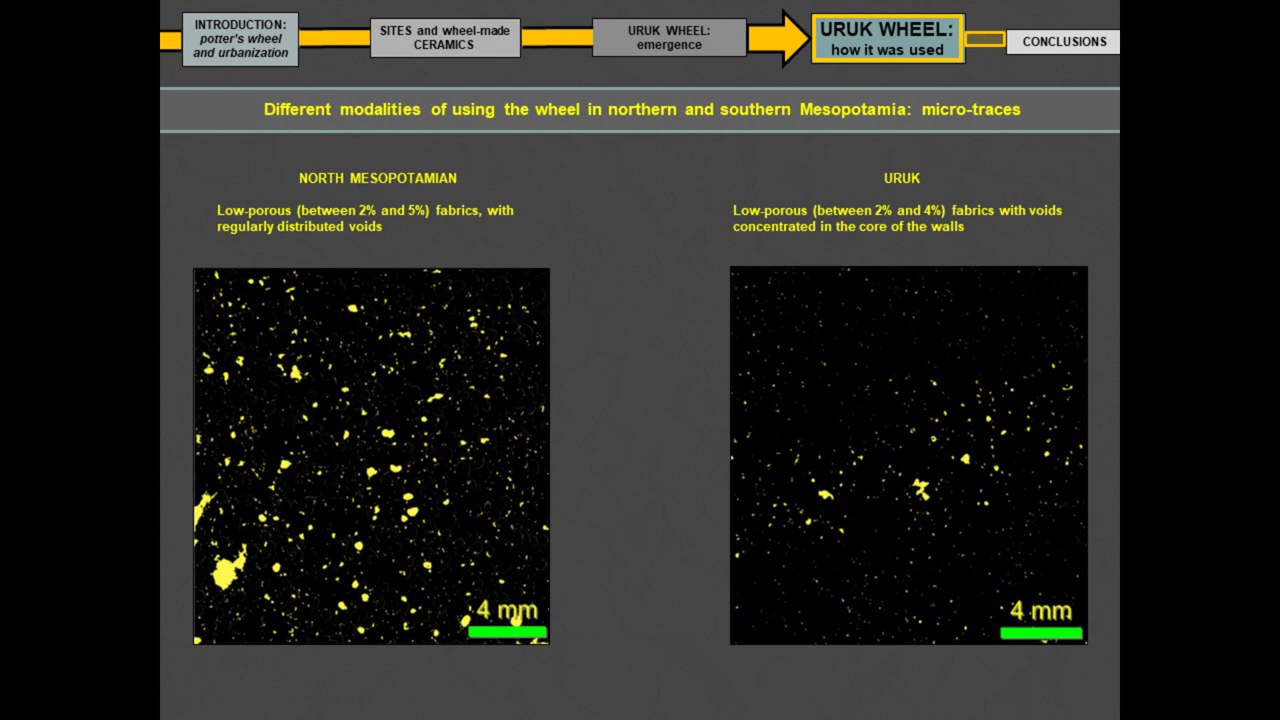 INTRODUCTION:
potter's wheel
and urbanization
SITES and wheel-made
CERAMICS
URUK WHEEL:
emergence
URUK WHEEL:
how it was used
CONCLUSIONS
Different modalities of using the wheel in northern and southern Mesopotamia: micro-traces
NORTH MESOPOTAMIAN
Low-porous (between 2% and 5%) fabrics, with
regularly distributed voids
4 mm
URUK
Low-porous (between 2% and 4%) fabrics with voids
concentrated in the core of the walls
4 mm